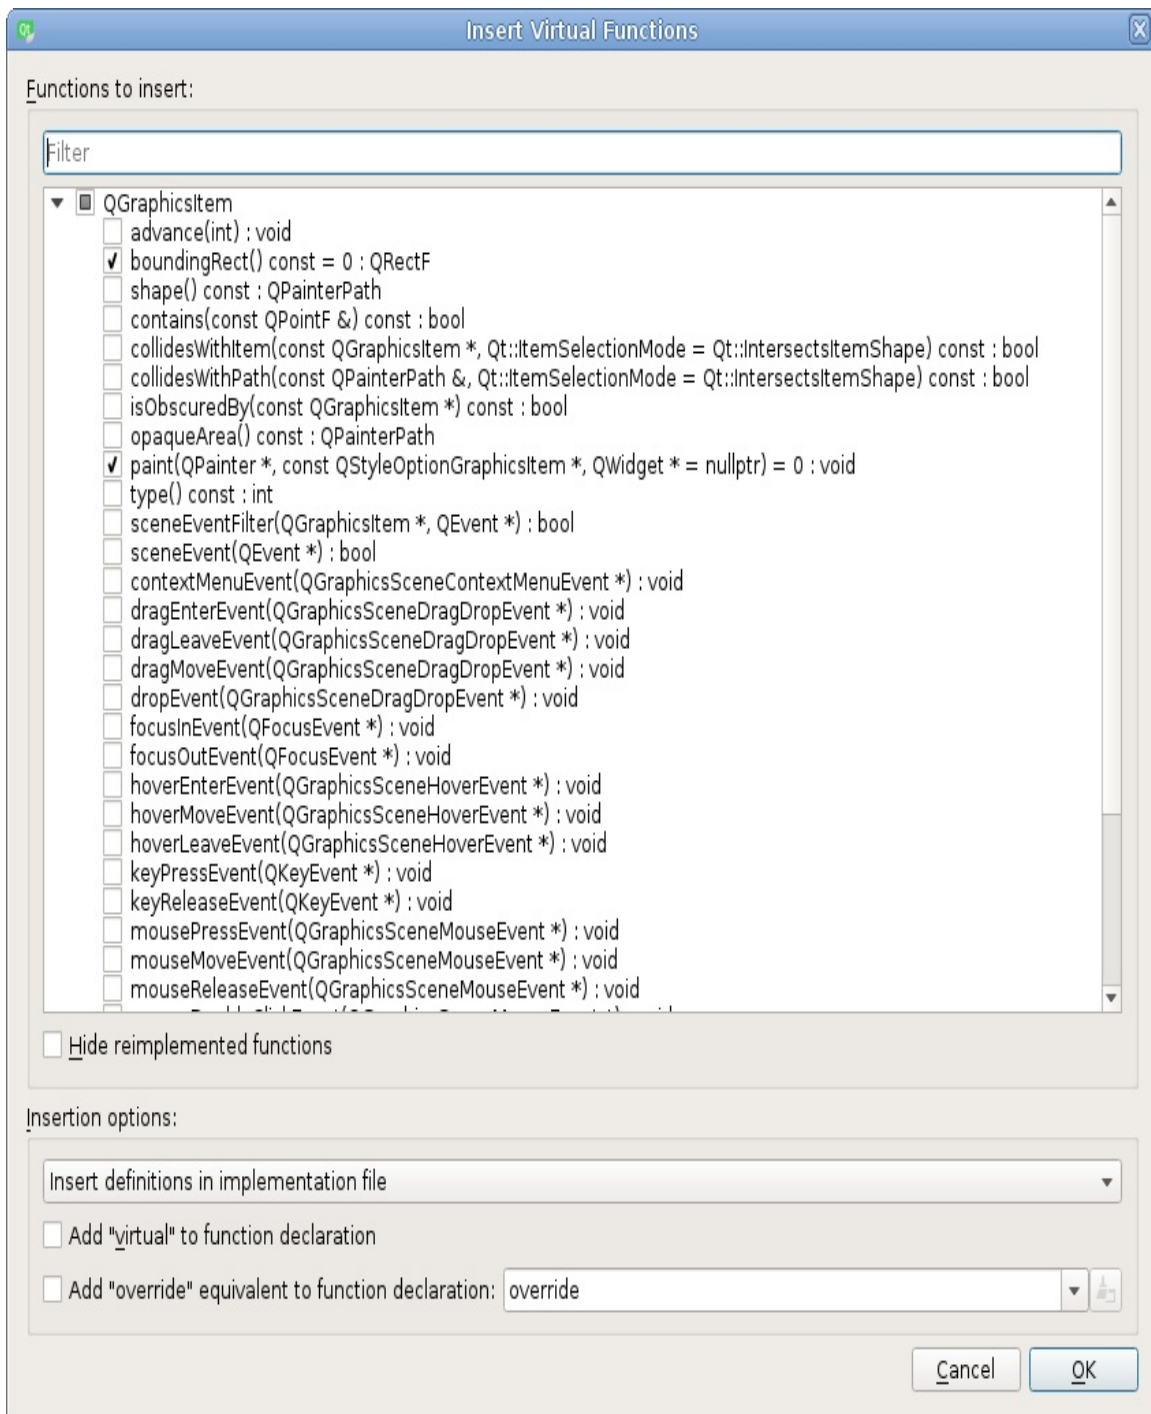 Qt
Insert Virtual Functions
Functions to insert:
Filter
QGraphicsItem
advance(int) : void
boundingRect() const = 0 : QRectF
shape() const : QPainterPath
contains(const QPointF &) const : bool
collidesWithItem(const QGraphicsItem *, Qt::ItemSelectionMode = Qt::IntersectsItemShape) const : bool
collidesWithPath(const QPainterPath &, Qt::ItemSelectionMode = Qt::IntersectsItemShape) const : bool
isObscuredBy(const QGraphicsItem *) const : bool
opaqueArea() const : QPainterPath
paint(QPainter *, const QStyleOptionGraphicsItem *, QWidget * = nullptr) = 0 : void
type() const : int
sceneEventFilter(QGraphicsItem *, QEvent *) : bool
sceneEvent(QEvent *) : bool
contextMenuEvent(QGraphicsSceneContextMenuEvent *) : void
dragEnterEvent(QGraphicsSceneDragDropEvent *) : void
dragLeaveEvent(QGraphicsSceneDragDropEvent *) : void
dragMoveEvent(QGraphicsSceneDragDropEvent *) : void
dropEvent(QGraphicsSceneDragDropEvent *) : void
focusInEvent(QFocusEvent *) : void
focusOutEvent(QFocusEvent *) : void
hoverEnterEvent(QGraphicsSceneHoverEvent *) : void
hoverMoveEvent(QGraphicsSceneHoverEvent *) : void
hoverLeaveEvent(QGraphicsSceneHoverEvent *) : void
keyPressEvent(QKeyEvent *) : void
keyReleaseEvent(QKeyEvent *) : void
mousePressEvent(QGraphicsSceneMouseEvent *) : void
mouseMoveEvent(QGraphicsSceneMouseEvent *) : void
mouseReleaseEvent(QGraphicsSceneMouseEvent *) : void
Hide reimplemented functions
Insertion options:
Insert definitions in implementation file
Add "virtual" to function declaration
Add "override" equivalent to function declaration: override
Cancel OK